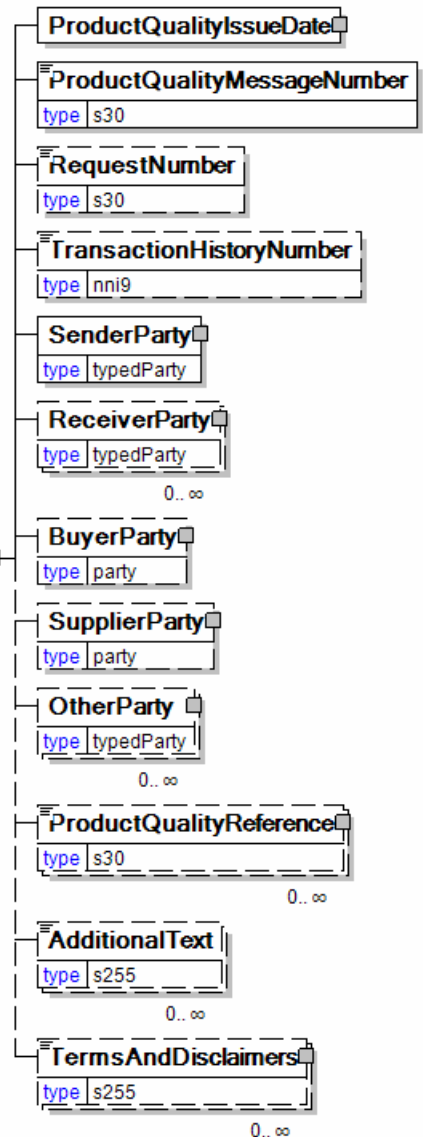 ProductQualityIssueDate
ProductQualityMessageNumber
type s30
RequestNumber
type s30
TransactionHistoryNumber
type nni9
SenderParty
type typedParty
ReceiverParty
type typedParty
0.. ∞
BuyerParty
type party
SupplierParty
type party
OtherParty
type typedParty
0.. ∞
ProductQualityReference
type s30
0.. ∞
AdditionalText
type s255
0.. ∞
TermsAndDisclaimers
type s255
0.. ∞